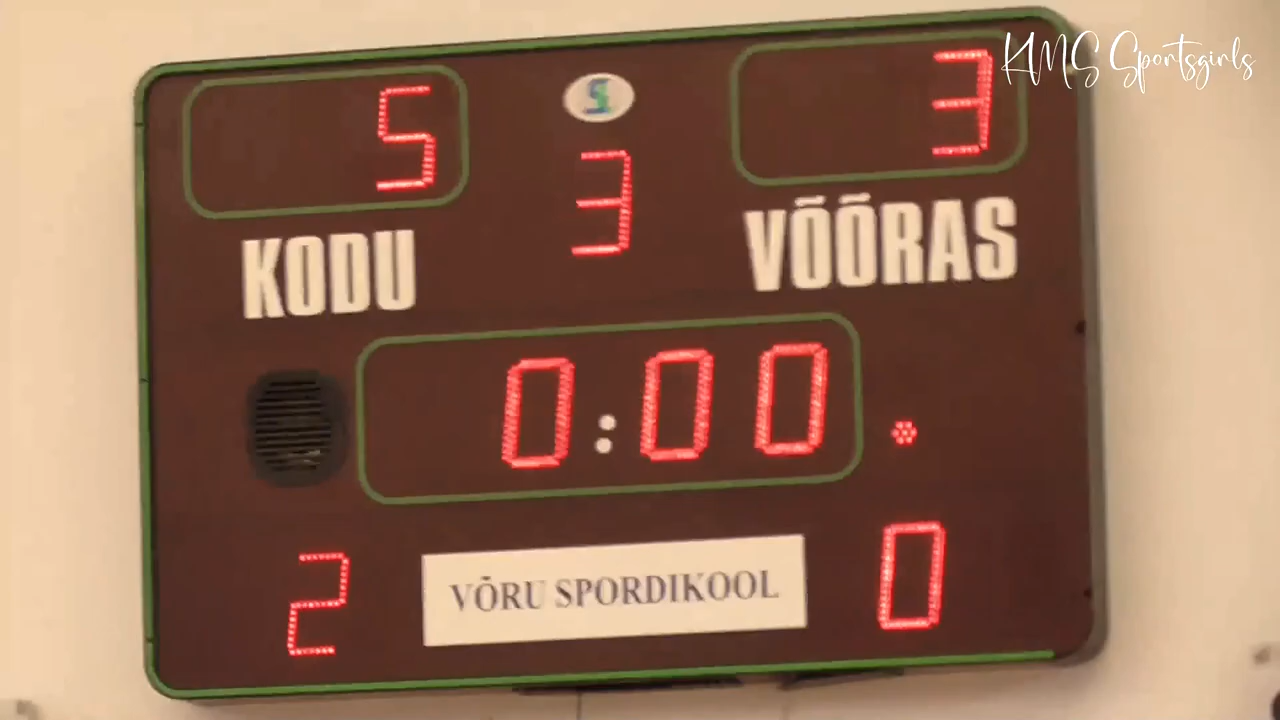 KMS Sportsgirls
5 3 3
KODU VÕÕRAS
0:00.
2 VÕRU SPORDIKOOL 0